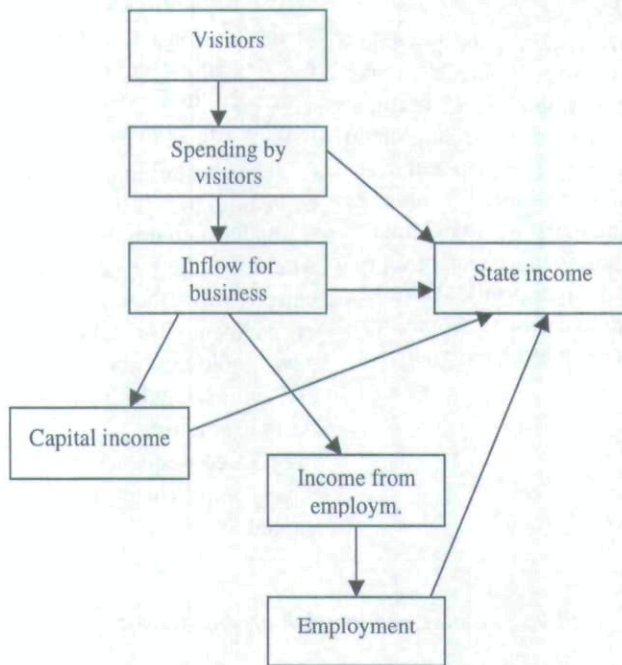 Visitors
Spending by
visitors
Inflow for
business
State income
Capital income
Income from
employm.
Employment